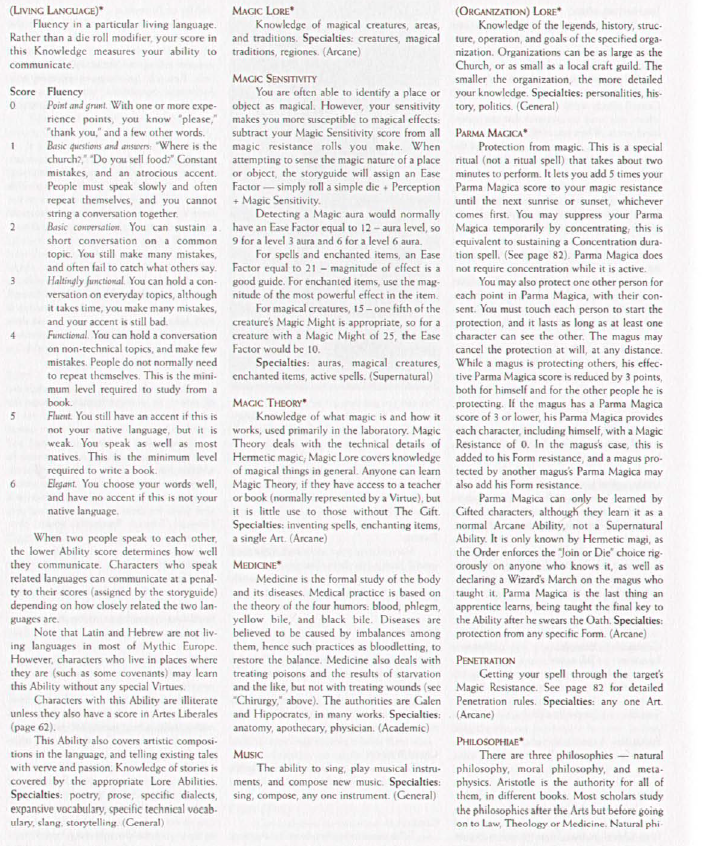 (LIVING LANGUAGE)*
Fluency in a particular living language.
Rather than a die roll modifier, your score in
this Knowledge measures your ability to
communicate.
Score Fluency
0 Point and grunt. With one or more expe-
rience points, you know "please,"
"thank you," and a few other words.
1 Basic questions and answers: "Where is the
church?," "Do you sell food?" Constant
mistakes, and an atrocious accent.
People must speak slowly and often
repeat themselves, and you cannot
string a conversation together.
2 Basic conversation. You can sustain a
short conversation on a common
topic. You still make many mistakes,
and often fail to catch what others say.
3 Haltingly functional. You can hold a con-
versation on everyday topics, although
it takes time, you make many mistakes,
and your accent is still bad.
4 Functional. You can hold a conversation
on non-technical topics, and make few
mistakes. People do not normally need
to repeat themselves. This is the mini-
mum level required to study from a
book.
5 Fluent. You still have an accent if this is
not your native language, but it is
weak. You speak as well as most
natives. This is the minimum level
required to write a book.
6 Elegant. You choose your words well,
and have no accent if this is not your
native language.
When two people speak to each other,
the lower Ability score determines how well
they communicate. Characters who speak
related languages can communicate at a penal-
ty to their scores (assigned by the storyguide)
depending on how closely related the two lan-
guages are.
Note that Latin and Hebrew are not liv-
ing languages in most of Mythic Europe.
However, characters who live in places where
they are (such as some covenants) may learn
this Ability without any special Virtues.
Characters with this Ability are illiterate
unless they also have a score in Artes Liberales
(page 62).
This Ability also covers artistic composi-
tions in the language, and telling existing tales
with verve and passion. Knowledge of stories is
covered by the appropriate Lore Abilities.
Specialties: poetry, prose, specific dialects,
expansive vocabulary, specific technical vocab-
ulary, slang, storytelling. (General)
MAGIC LORE*
Knowledge of magical creatures, areas,
and traditions. Specialties: creatures, magical
traditions, regiones. (Arcane)
MAGIC SENSITIVITY
You are often able to identify a place or
object as magical. However, your sensitivity
makes you more susceptible to magical effects:
subtract your Magic Sensitivity score from all
magic resistance rolls you make. When
attempting to sense the magic nature of a place
or object, the storyguide will assign an Ease
Factor — simply roll a simple die + Perception
+ Magic Sensitivity.
Detecting a Magic aura would normally
have an Ease Factor equal to 12 – aura level, so
9 for a level 3 aura and 6 for a level 6 aura.
For spells and enchanted items, an Ease
Factor equal to 21 – magnitude of effect is a
good guide. For enchanted items, use the mag-
nitude of the most powerful effect in the item.
For magical creatures, 15 – one fifth of the
creature's Magic Might is appropriate, so for a
creature with a Magic Might of 25, the Ease
Factor would be 10.
Specialties: auras, magical creatures,
enchanted items, active spells. (Supernatural)
MAGIC THEORY*
Knowledge of what magic is and how it
works, used primarily in the laboratory. Magic
Theory deals with the technical details of
Hermetic magic; Magic Lore covers knowledge
of magical things in general. Anyone can learn
Magic Theory, if they have access to a teacher
or book (normally represented by a Virtue), but
it is little use to those without The Gift.
Specialties: inventing spells, enchanting items,
a single Art. (Arcane)
MEDICINE*
Medicine is the formal study of the body
and its diseases. Medical practice is based on
the theory of the four humors: blood, phlegm,
yellow bile, and black bile. Diseases are
believed to be caused by imbalances among
them, hence such practices as bloodletting, to
restore the balance. Medicine also deals with
treating poisons and the results of starvation
and the like, but not with treating wounds (see
"Chirurgy," above). The authorities are Galen
and Hippocrates, in many works. Specialties:
anatomy, apothecary, physician. (Academic)
MUSIC
The ability to sing, play musical instru-
ments, and compose new music. Specialties:
sing, compose, any one instrument. (General)
(ORGANIZATION) LORE*
Knowledge of the legends, history, struc-
ture, operation, and goals of the specified orga-
nization. Organizations can be as large as the
Church, or as small as a local craft guild. The
smaller the organization, the more detailed
your knowledge. Specialties: personalities, his-
tory, politics. (General)
PARMA MAGICA*
Protection from magic. This is a special
ritual (not a ritual spell) that takes about two
minutes to perform. It lets you add 5 times your
Parma Magica score to your magic resistance
until the next sunrise or sunset, whichever
comes first. You may suppress your Parma
Magica temporarily by concentrating; this is
equivalent to sustaining a Concentration dura-
tion spell. (See page 82). Parma Magica does
not require concentration while it is active.
You may also protect one other person for
each point in Parma Magica, with their con-
sent. You must touch each person to start the
protection, and it lasts as long as at least one
character can see the other. The magus may
cancel the protection at will, at any distance.
While a magus is protecting others, his effec-
tive Parma Magica score is reduced by 3 points,
both for himself and for the other people he is
protecting. If the magus has a Parma Magica
score of 3 or lower, his Parma Magica provides
each character, including himself, with a Magic
Resistance of 0. In the magus's case, this is
added to his Form resistance, and a magus pro-
tected by another magus's Parma Magica may
also add his Form resistance.
Parma Magica can only be learned by
Gifted characters, although they learn it as a
normal Arcane Ability, not a Supernatural
Ability. It is only known by Hermetic magi, as
the Order enforces the "Join or Die" choice rig-
orously on anyone who knows it, as well as
declaring a Wizard's March on the magus who
taught it. Parma Magica is the last thing an
apprentice learns, being taught the final key to
the Ability after he swears the Oath. Specialties:
protection from any specific Form. (Arcane)
PENETRATION
Getting your spell through the target's
Magic Resistance. See page 82 for detailed
Penetration rules. Specialties: any one Art.
(Arcane)
PHILOSOPHIAE*
There are three philosophies — natural
philosophy, moral philosophy, and meta-
physics. Aristotle is the authority for all of
them, in different books. Most scholars study
the philosophies after the Arts but before going
on to Law, Theology or Medicine. Natural phi-